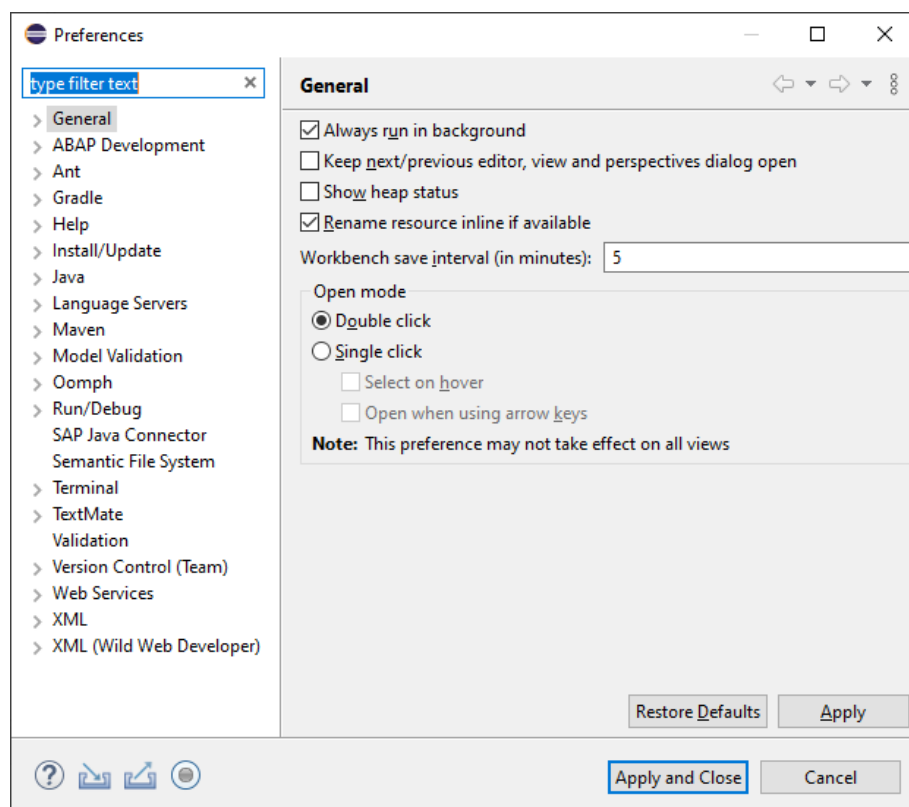 Preferences
type filter text
General
ABAP Development
Ant
Gradle
Help
Install/Update
Java
Language Servers
Maven
Model Validation
Oomph
Run/Debug
SAP Java Connector
Semantic File System
Terminal
TextMate
Validation
Version Control (Team)
Web Services
XML
XML (Wild Web Developer)
General
Always run in background
Keep next/previous editor, view and perspectives dialog open
Show heap status
Rename resource inline if available
Workbench save interval (in minutes): 5
Open mode
Double click
Single click
Select on hover
Open when using arrow keys
Note: This preference may not take effect on all views
Restore Defaults Apply
Apply and Close Cancel